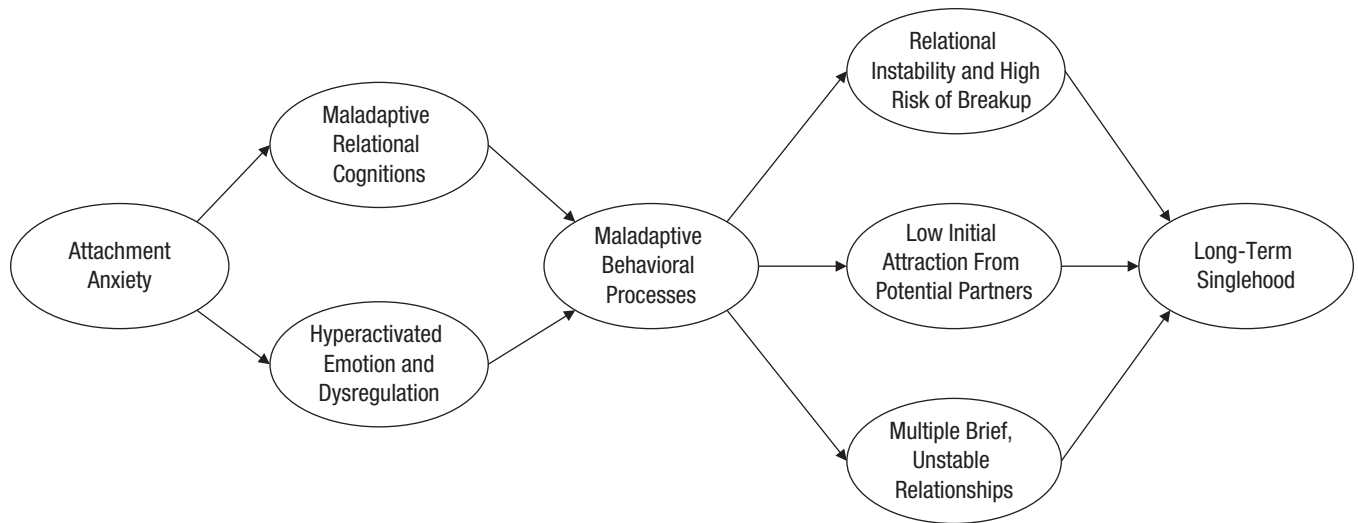 Attachment
Anxiety
Maladaptive
Relational
Cognitions
Hyperactivated
Emotion and
Dysregulation
Maladaptive
Behavioral
Processes
Relational
Instability and High
Risk of Breakup
Low Initial
Attraction From
Potential Partners
Multiple Brief,
Unstable
Relationships
Long-Term
Singlehood